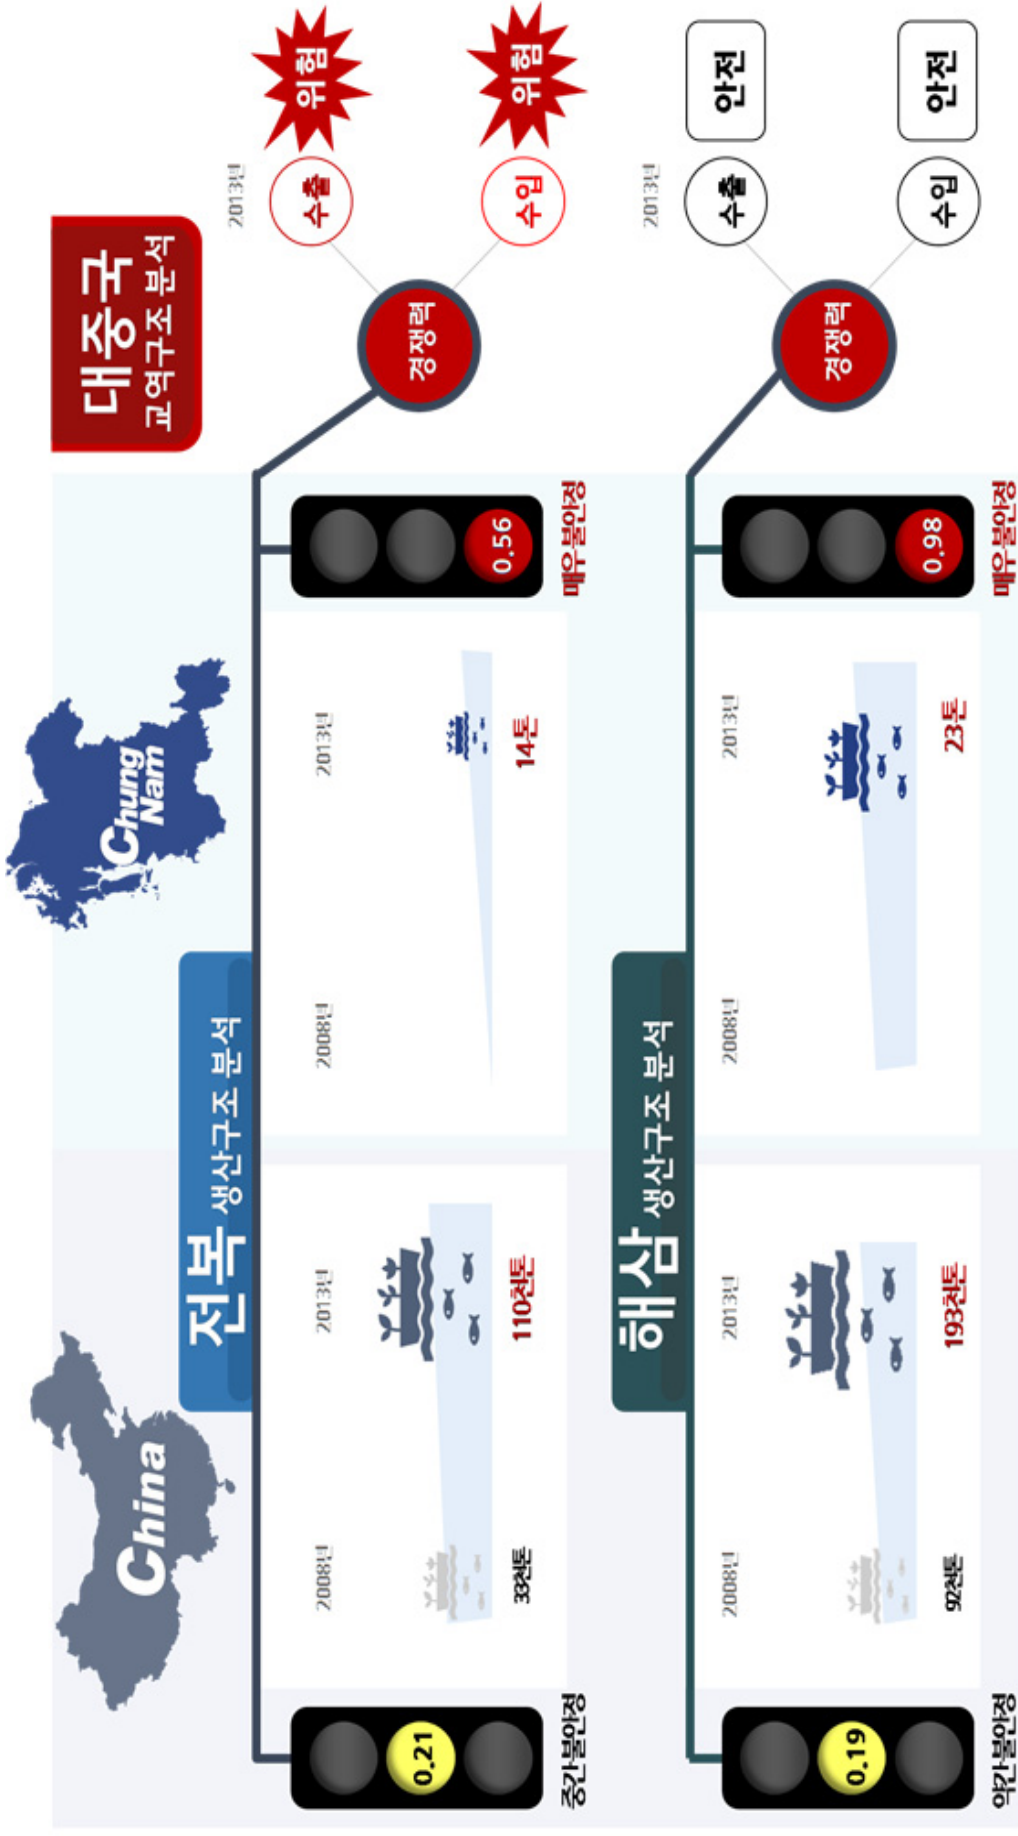 China
Chung
Nam
대중국
교역구조 분석
전복 생산구조 분석
2008년
2013년
2008년
2013년
2013년
수출
위험
0.21
33천톤
110천톤
14톤
0.56
경쟁력
수입
위험
중간불안정
매우불안정
해삼 생산구조 분석
2008년
2013년
2008년
2013년
2013년
수출
안전
0.19
92천톤
193천톤
23톤
0.98
경쟁력
수입
안전
약간불안정
매우불안정